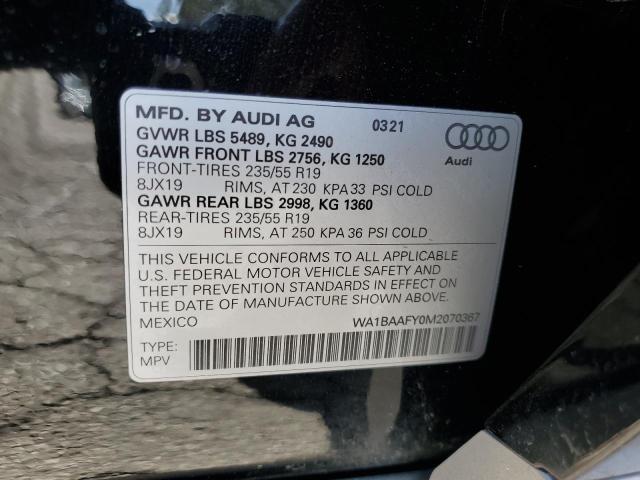 MFD. BY AUDI AG 03 21
GVWR LBS 5489, KG 2490
GAWR FRONT LBS 2756, KG 1250
FRONT-TIRES 235/55 R19
8JX19 RIMS, AT 230 KPA 33 PSI COLD
GAWR REAR LBS 2998, KG 1360
REAR-TIRES 235/55 R19
8JX19 RIMS, AT 250 KPA 36 PSI COLD
Audi
THIS VEHICLE CONFORMS TO ALL APPLICABLE
U.S. FEDERAL MOTOR VEHICLE SAFETY AND
THEFT PREVENTION STANDARDS IN EFFECT ON
THE DATE OF MANUFACTURE SHOWN ABOVE.
MEXICO WA1BAAFY0M2070367
TYPE:
MPV